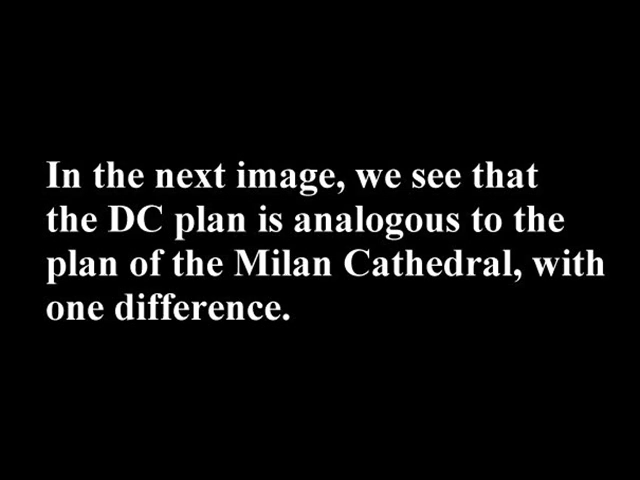 In the next image, we see that
the DC plan is analogous to the
plan of the Milan Cathedral, with
one difference.